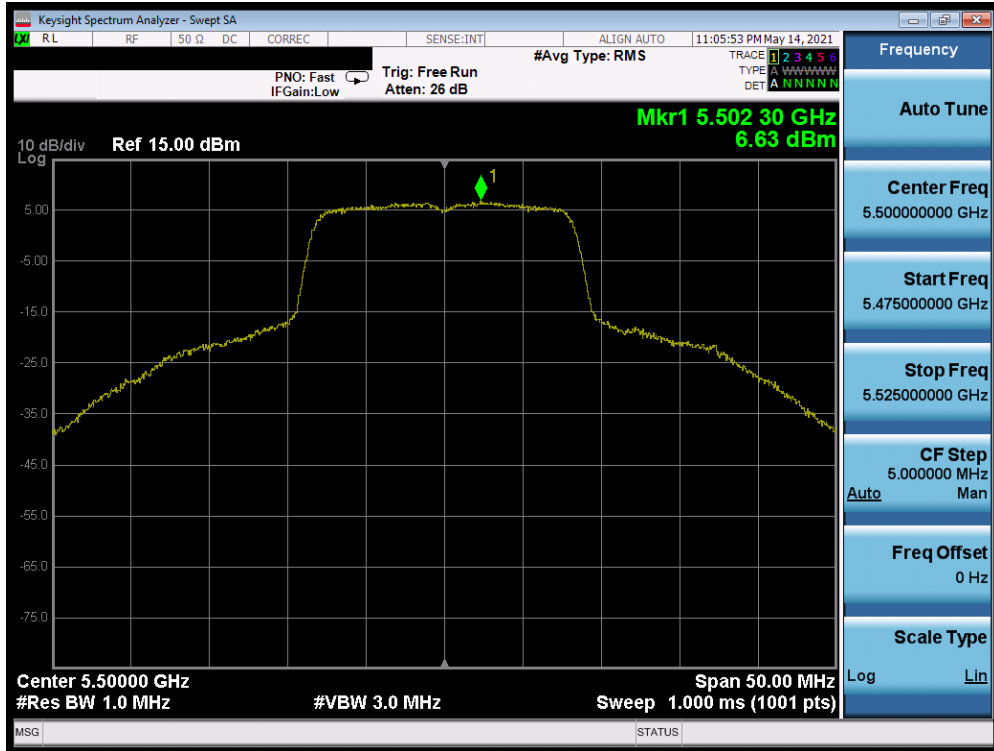 Keysight Spectrum Analyzer - Swept SA
LXI RL RF 50 Ω DC CORREC SENSE:INT ALIGN AUTO 11:05:53 PM May 14, 2021
PNO: Fast Trig: Free Run #Avg Type: RMS TRACE 1 2 3 4 5 6
IFGain:Low Atten: 26 dB TYPE A WWWWW
DET A N N N N N
Mkr1 5.502 30 GHz
6.63 dBm
10 dB/div Ref 15.00 dBm
Log
1
5.00
-5.00
-15.0
-25.0
-35.0
-45.0
-55.0
-65.0
-75.0
Center 5.50000 GHz Span 50.00 MHz
#Res BW 1.0 MHz #VBW 3.0 MHz Sweep 1.000 ms (1001 pts)
MSG STATUS
Frequency
Auto Tune
Center Freq
5.500000000 GHz
Start Freq
5.475000000 GHz
Stop Freq
5.525000000 GHz
CF Step
5.000000 MHz
Auto Man
Freq Offset
0 Hz
Scale Type
Log Lin